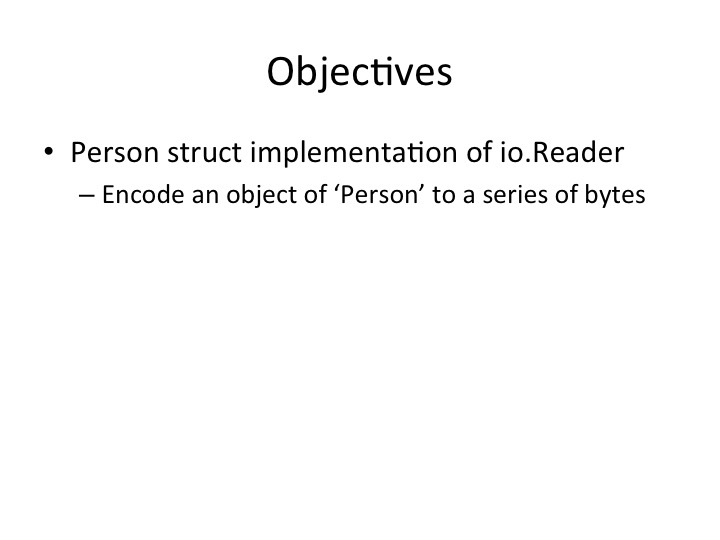 Objectives
• Person struct implementation of io.Reader
– Encode an object of ‘Person’ to a series of bytes